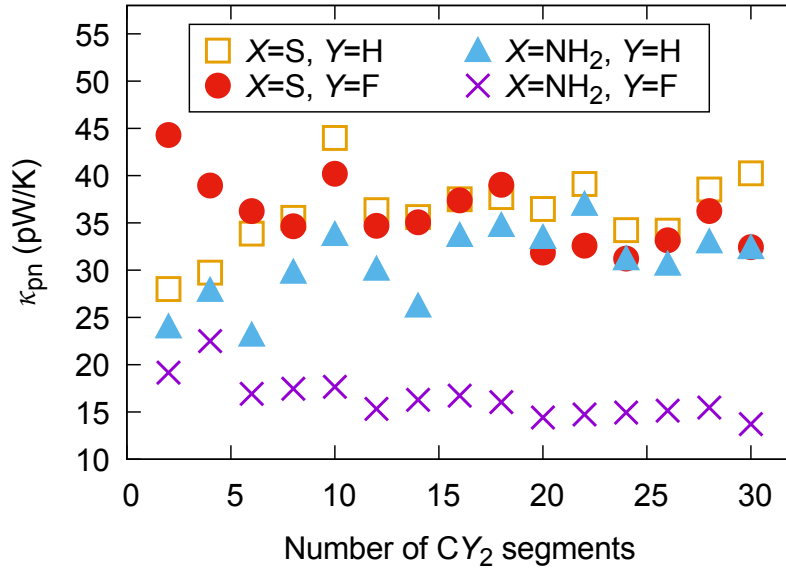 55
50
45
40
35
30
25
20
15
10
κpn (pW/K)
X=S, Y=H
X=NH2, Y=H
X=S, Y=F
X=NH2, Y=F
0 5 10 15 20 25 30
Number of CY2 segments